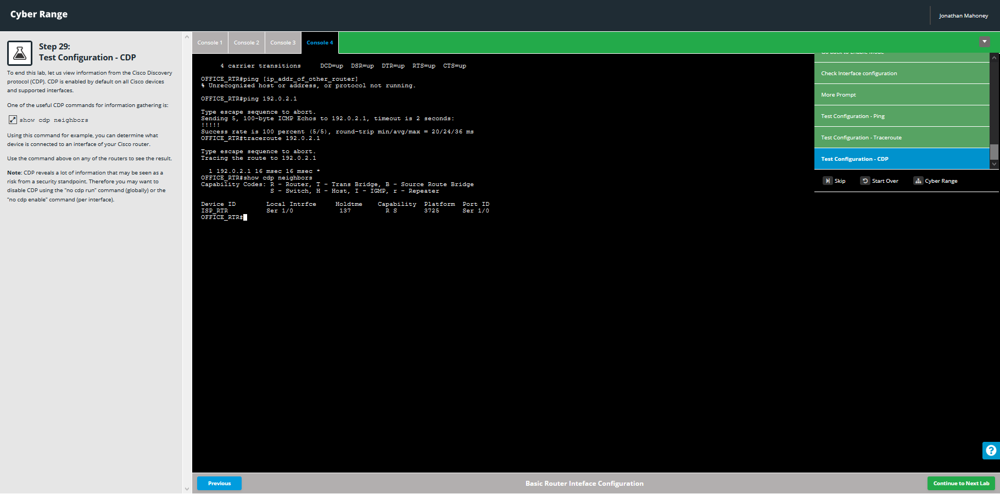 Cyber Range
Jonathan Mahoney
Step 29:
Test Configuration - CDP
To end this lab, let us view information from the Cisco Discovery
protocol (CDP). CDP is enabled by default on all Cisco devices
and supported interfaces.
One of the useful CDP commands for information gathering is:
show cdp neighbors
Using this command for example, you can determine what
device is connected to an interface of your Cisco router.
Use the command above on any of the routers to see the result.
Note: CDP reveals a lot of information that may be seen as a
risk from a security standpoint. Therefore you may want to
disable CDP using the "no cdp run" command (globally) or the
"no cdp enable" command (per interface).
Console 1
Console 2
Console 3
Console 4
4 carrier transitions DCD=up DSR=up DTR=up RTS=up CTS=up
OFFICE_RTR#ping [ip_addr_of_other_router]
% Unrecognized host or address, or protocol not running.
OFFICE_RTR#ping 192.0.2.1
Type escape sequence to abort.
Sending 5, 100-byte ICMP Echos to 192.0.2.1, timeout is 2 seconds:
!!!!!
Success rate is 100 percent (5/5), round-trip min/avg/max = 20/24/36 ms
OFFICE_RTR#traceroute 192.0.2.1
Type escape sequence to abort.
Tracing the route to 192.0.2.1
1 192.0.2.1 16 msec 16 msec *
OFFICE_RTR#show cdp neighbors
Capability Codes: R - Router, T - Trans Bridge, B - Source Route Bridge
S - Switch, H - Host, I - IGMP, r - Repeater
Device ID Local Intrfce Holdtme Capability Platform Port ID
ISP_RTR Ser 1/0 137 R S 3725 Ser 1/0
OFFICE_RTR#
Go Back to Enable Mode
Check Interface configuration
More Prompt
Test Configuration - Ping
Test Configuration - Traceroute
Test Configuration - CDP
Skip
Start Over
Cyber Range
?
Previous
Basic Router Inteface Configuration
Continue to Next Lab